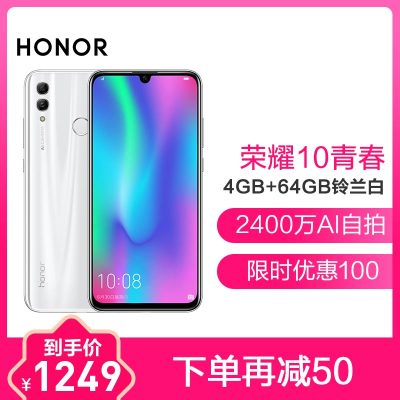 HONOR
荣耀10青春
4GB+64GB铃兰白
2400万AI自拍
限时优惠100
honor
10:08
到手价
¥1249
下单再减50